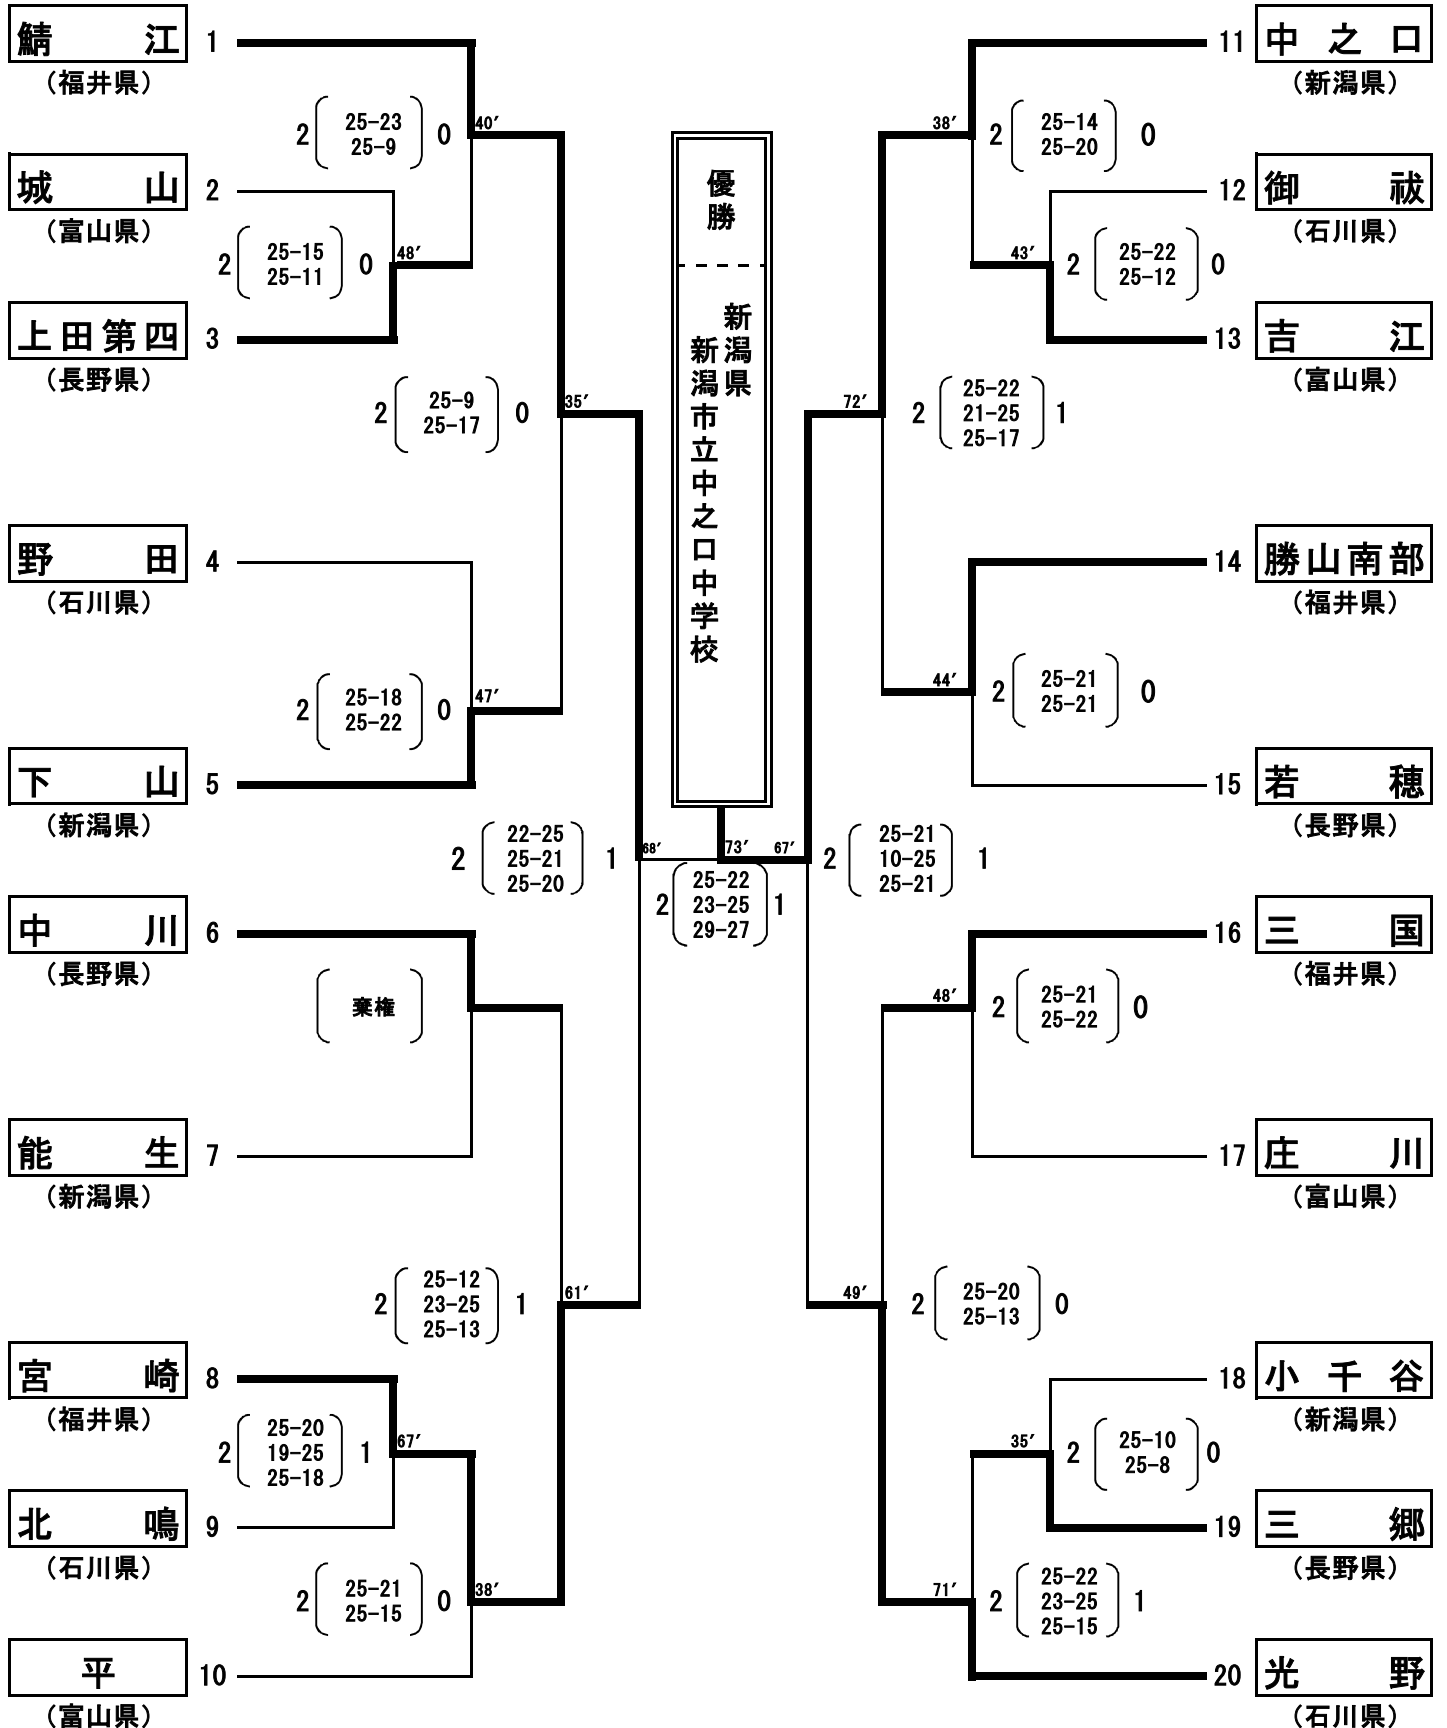 鯖江 1
（福井県）
2 25-23 0 40′
25-9
城山 2
（富山県）
2 25-15 0 48′
25-11
上田第四 3
（長野県）
2 25-9 0 35′
25-17
野田 4
（石川県）
2 25-18 0 47′
25-22
下山 5
（新潟県）
2 22-25 1 68′
25-21
25-20
中川 6
（長野県）
棄権
能生 7
（新潟県）
2 25-12 1 61′
23-25
25-13
宮崎 8
（福井県）
2 25-20 1 67′
19-25
25-18
北鳴 9
（石川県）
2 25-21 0 38′
25-15
平 10
（富山県）
優勝
新潟県
新潟市立中之口中学校
73′
2 25-22 1
23-25
29-27
11 中之口
（新潟県）
38′ 2 25-14 0
25-20
12 御祓
（石川県）
43′ 2 25-22 0
25-12
13 吉江
（富山県）
72′ 2 25-22 1
21-25
25-17
14 勝山南部
（福井県）
44′ 2 25-21 0
25-21
15 若穂
（長野県）
67′ 2 25-21 1
10-25
25-21
16 三国
（福井県）
48′ 2 25-21 0
25-22
17 庄川
（富山県）
49′ 2 25-20 0
25-13
18 小千谷
（新潟県）
35′ 2 25-10 0
25-8
19 三郷
（長野県）
71′ 2 25-22 1
23-25
25-15
20 光野
（石川県）